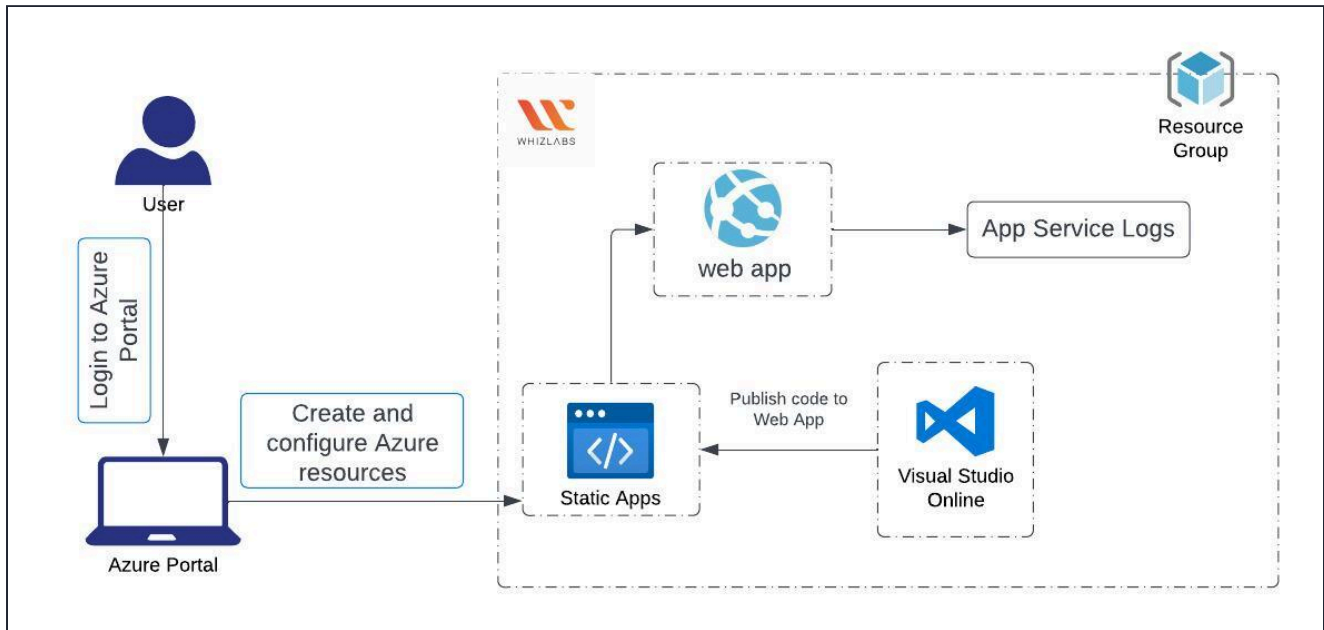 WHIZLABS
Resource
Group
User
web app
App Service Logs
Login to Azure
Portal
Create and
configure Azure
resources
Static Apps
Publish code to
Web App
Visual Studio
Online
Azure Portal